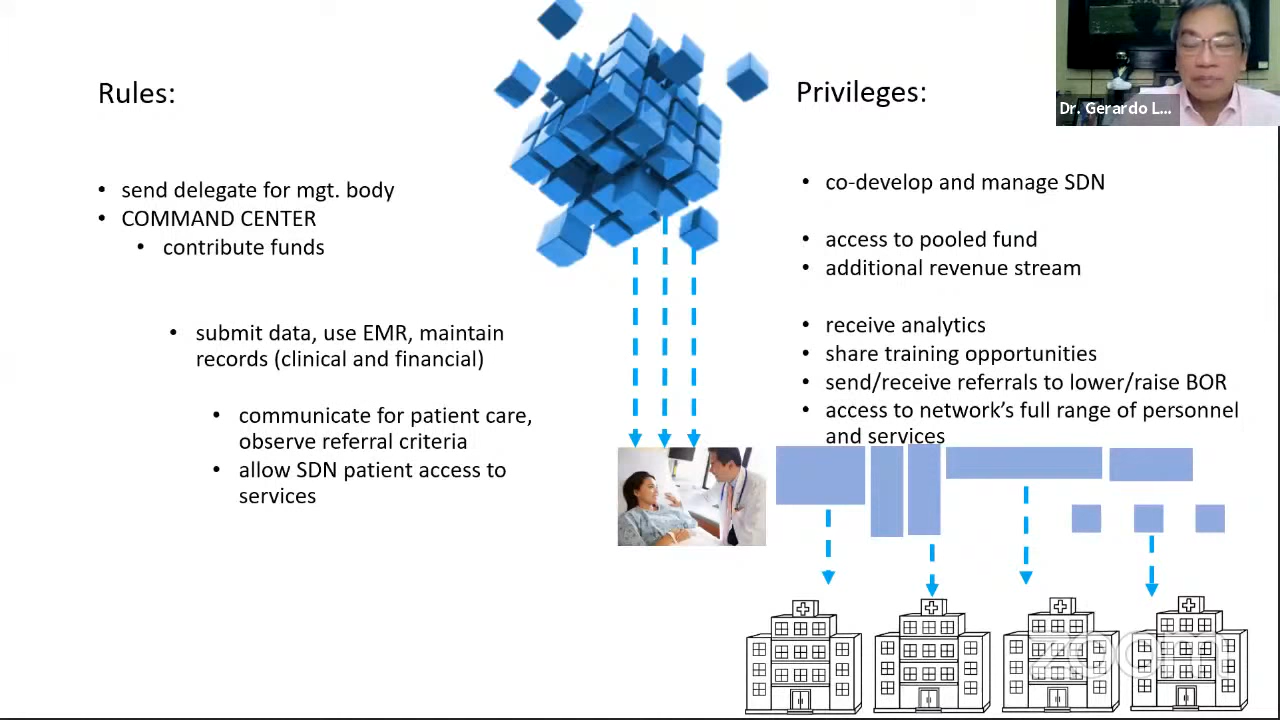 Rules:
• send delegate for mgt. body
• COMMAND CENTER
• contribute funds
• submit data, use EMR, maintain
records (clinical and financial)
• communicate for patient care,
observe referral criteria
• allow SDN patient access to
services
Privileges:
• co-develop and manage SDN
• access to pooled fund
• additional revenue stream
• receive analytics
• share training opportunities
• send/receive referrals to lower/raise BOR
• access to network's full range of personnel
and services
Dr. Gerardo L...
zoom